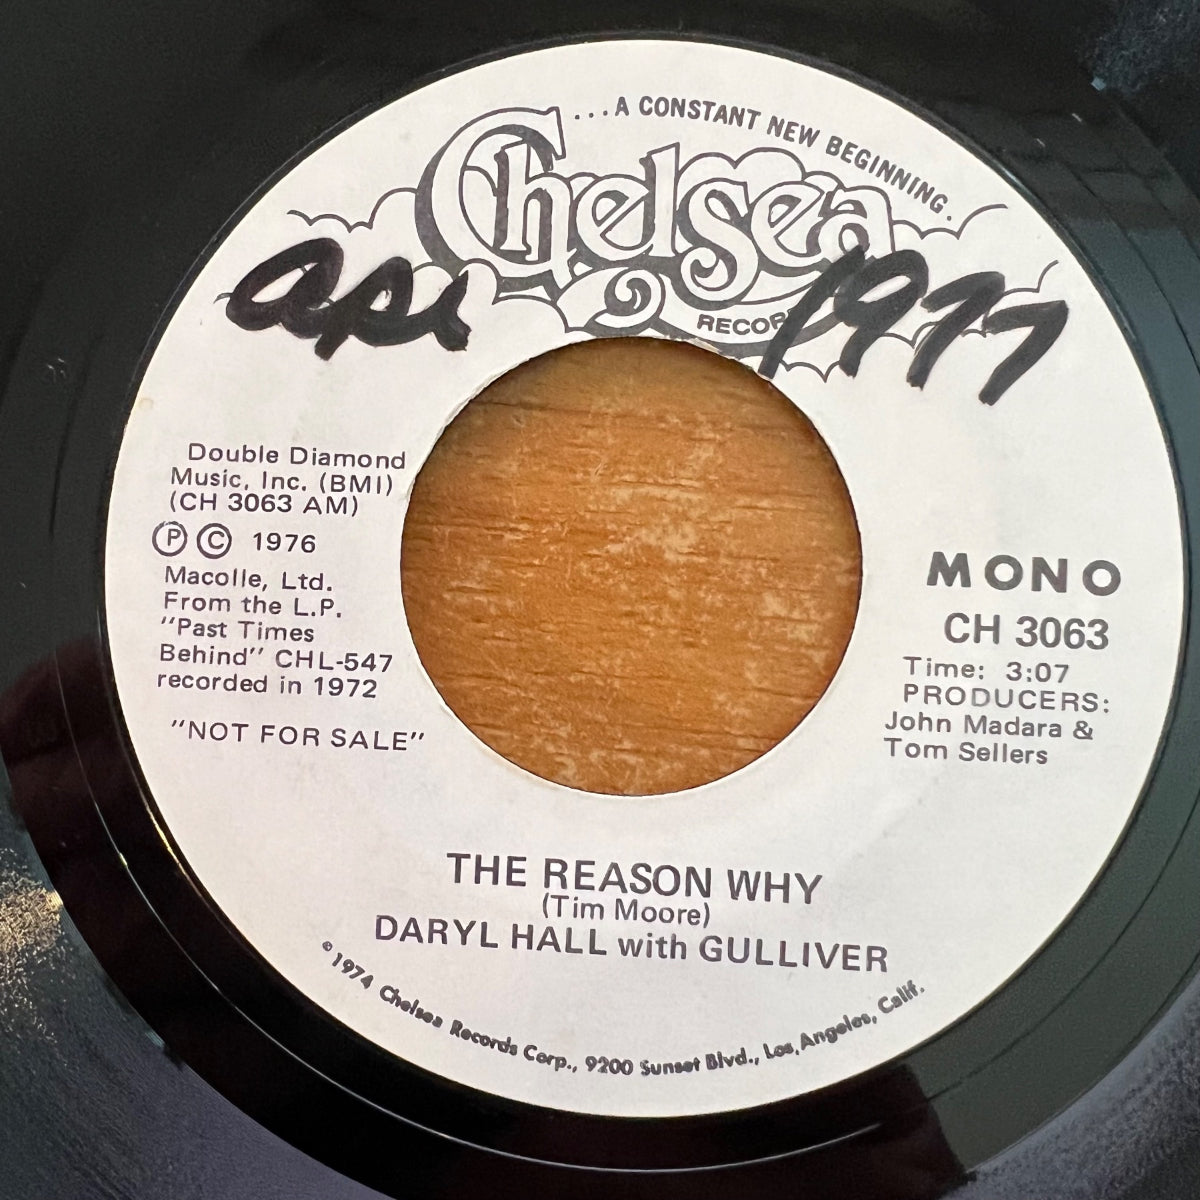 ...A CONSTANT NEW BEGINNING.
Chelsea
RECOR
1977
Double Diamond
Music, Inc. (BMI)
(CH 3063 AM)
Ⓟ © 1976
Macolle, Ltd.
From the L.P.
"Past Times
Behind" CHL-547
recorded in 1972
"NOT FOR SALE"
MONO
CH 3063
Time: 3:07
PRODUCERS:
John Madara &
Tom Sellers
THE REASON WHY
(Tim Moore)
DARYL HALL with GULLIVER
© 1974 Chelsea Records Corp., 9200 Sunset Blvd., Los Angeles, Calif.